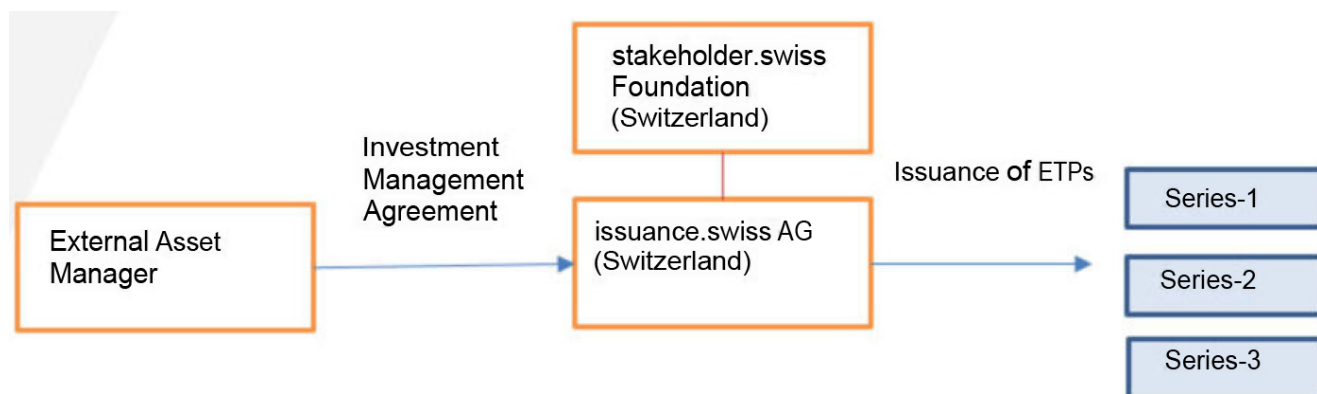 stakeholder.swiss
Foundation
(Switzerland)
Investment
Management
Agreement
Issuance of ETPs
External Asset
Manager
issuance.swiss AG
(Switzerland)
Series-1
Series-2
Series-3